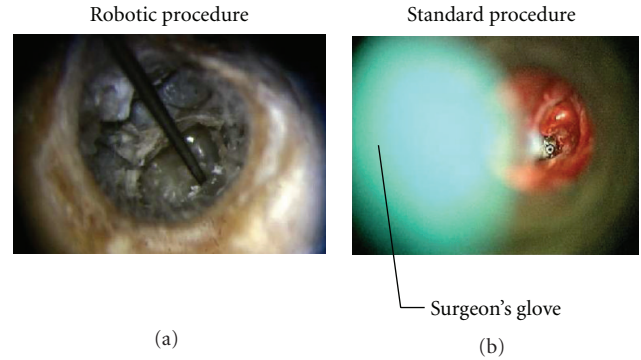 Robotic procedure
Standard procedure
Surgeon's glove
(a)
(b)